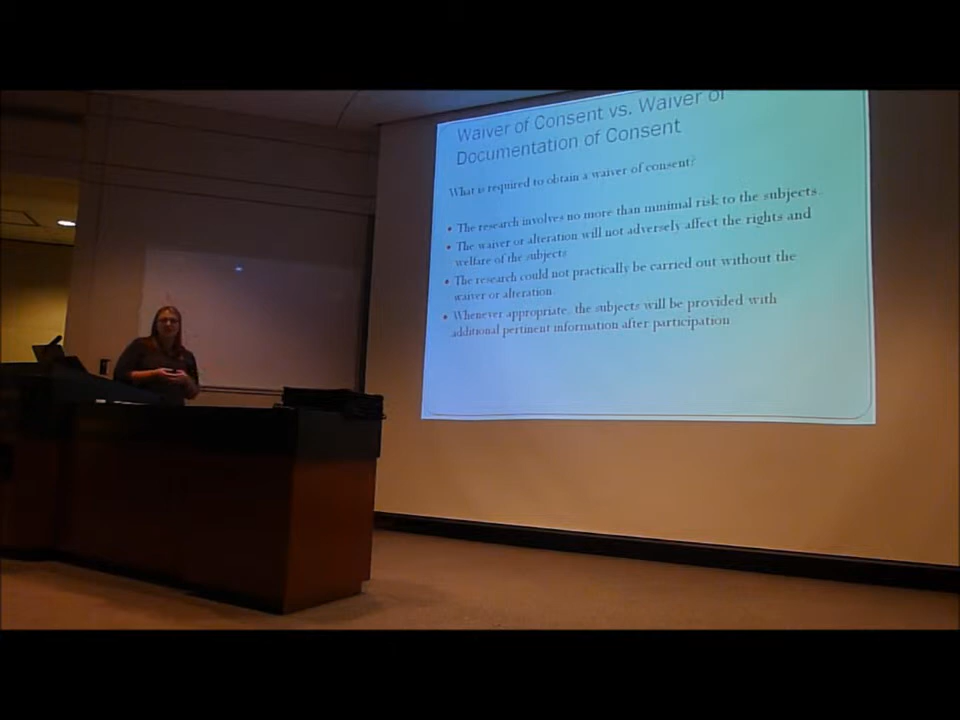 Waiver of Consent vs. Waiver of
Documentation of Consent
What is required to obtain a waiver of consent?
• The research involves no more than minimal risk to the subjects.
• The waiver or alteration will not adversely affect the rights and
welfare of the subjects
• The research could not practically be carried out without the
waiver or alteration.
• Whenever appropriate, the subjects will be provided with
additional pertinent information after participation